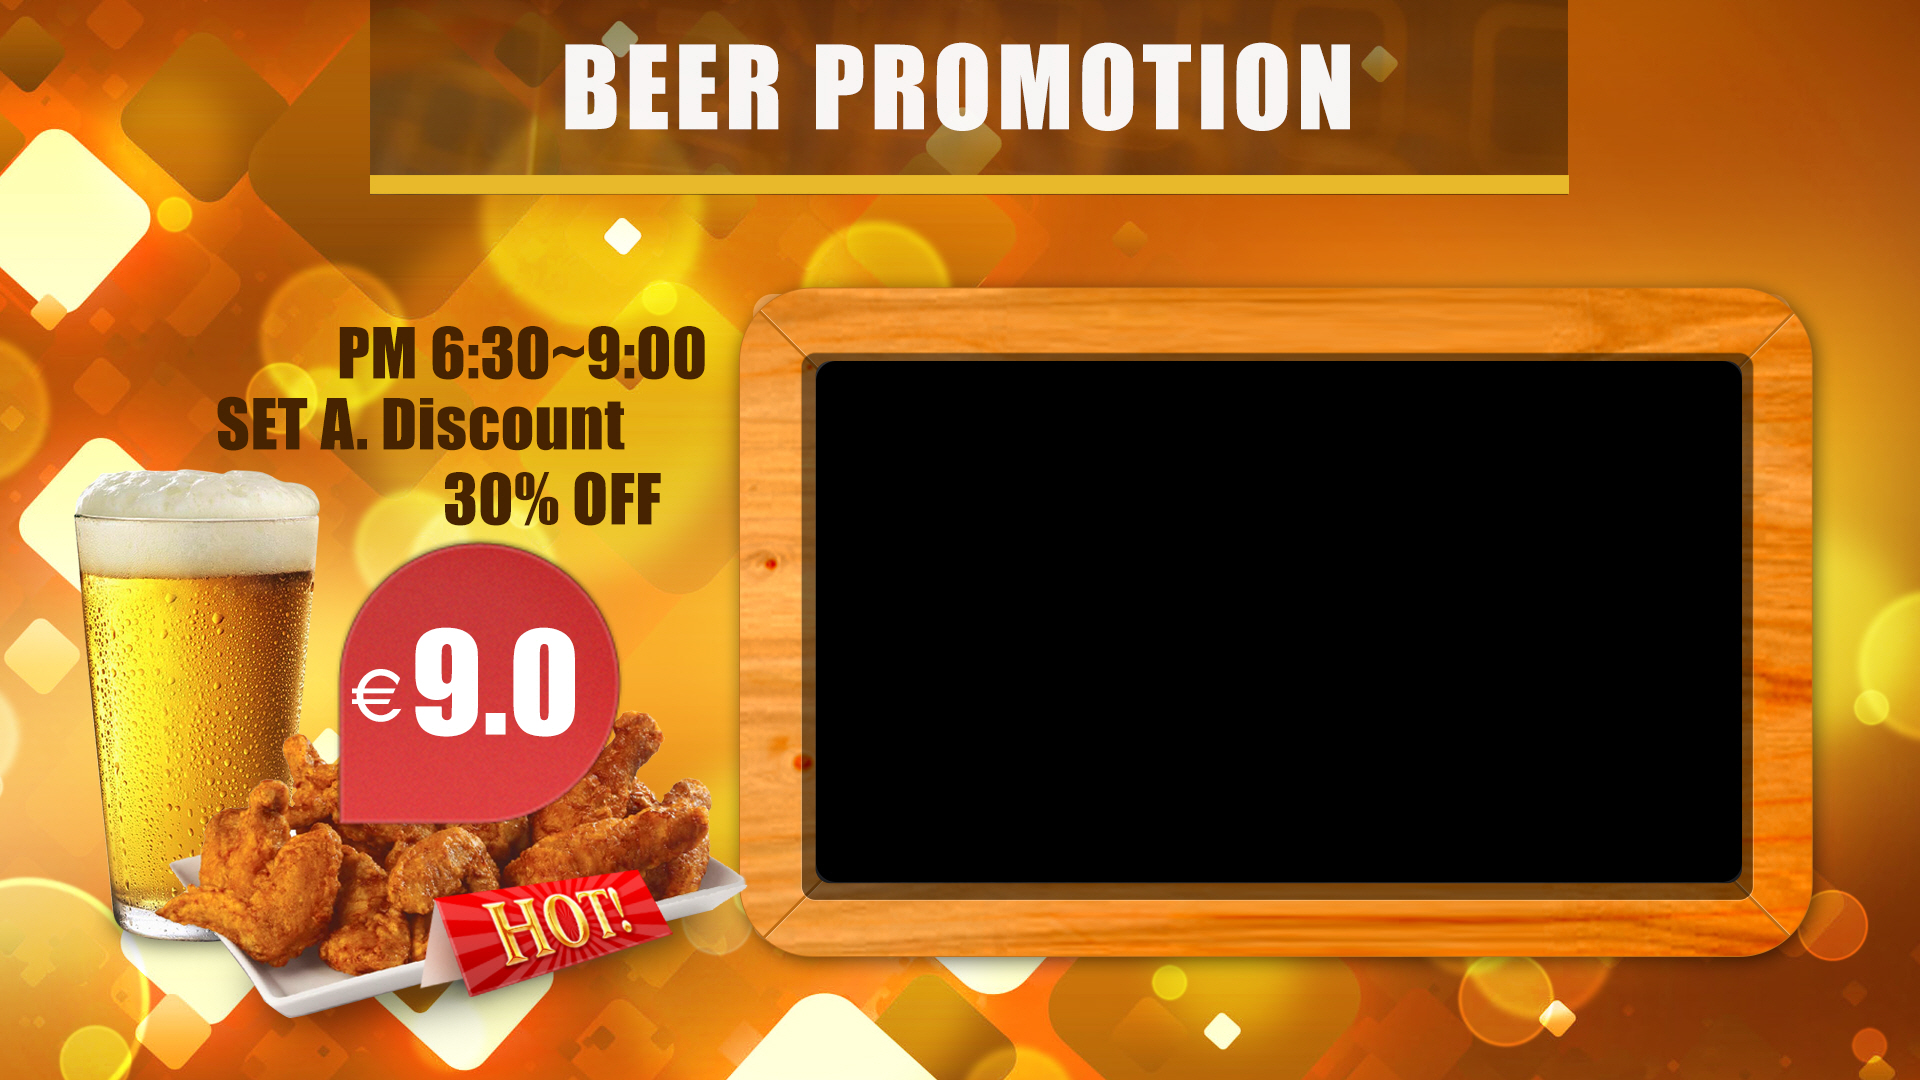 BEER PROMOTION
PM 6:30~9:00
SET A. Discount
30% OFF
€9.0
HOT!